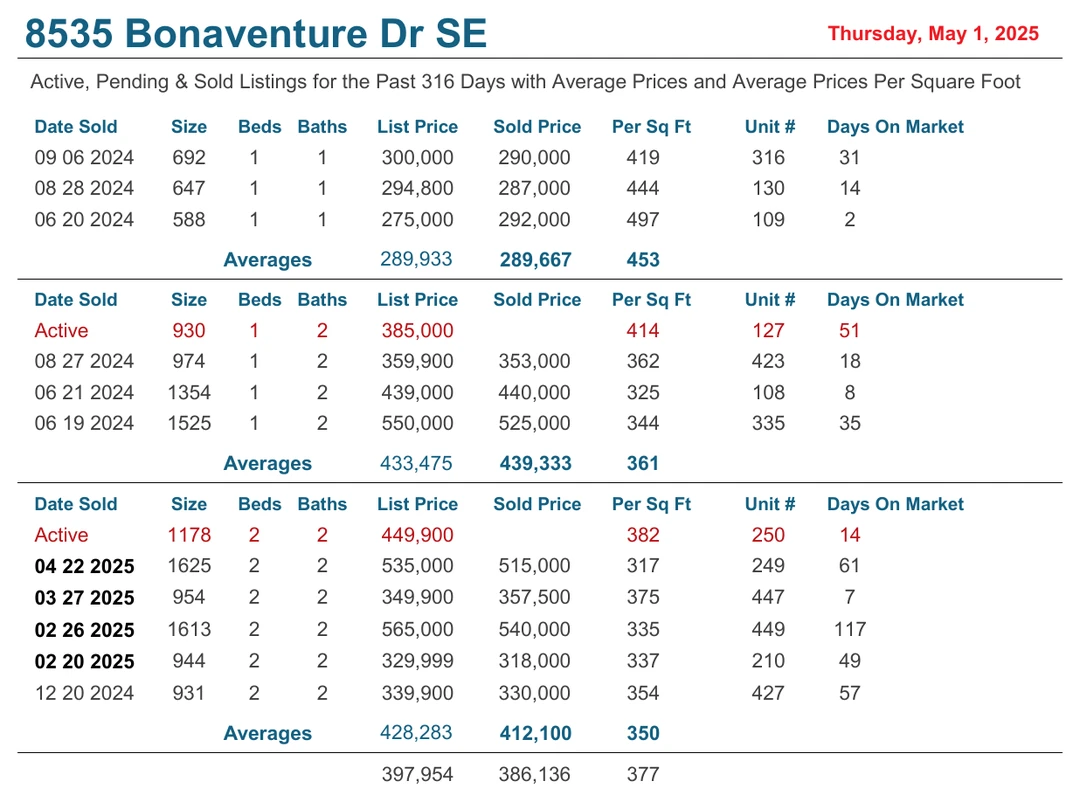 8535 Bonaventure Dr SE Thursday, May 1, 2025
Active, Pending & Sold Listings for the Past 316 Days with Average Prices and Average Prices Per Square Foot
Date Sold Size Beds Baths List Price Sold Price Per Sq Ft Unit # Days On Market
09 06 2024 692 1 1 300,000 290,000 419 316 31
08 28 2024 647 1 1 294,800 287,000 444 130 14
06 20 2024 588 1 1 275,000 292,000 497 109 2
Averages 289,933 289,667 453
Date Sold Size Beds Baths List Price Sold Price Per Sq Ft Unit # Days On Market
Active 930 1 2 385,000 414 127 51
08 27 2024 974 1 2 359,900 353,000 362 423 18
06 21 2024 1354 1 2 439,000 440,000 325 108 8
06 19 2024 1525 1 2 550,000 525,000 344 335 35
Averages 433,475 439,333 361
Date Sold Size Beds Baths List Price Sold Price Per Sq Ft Unit # Days On Market
Active 1178 2 2 449,900 382 250 14
04 22 2025 1625 2 2 535,000 515,000 317 249 61
03 27 2025 954 2 2 349,900 357,500 375 447 7
02 26 2025 1613 2 2 565,000 540,000 335 449 117
02 20 2025 944 2 2 329,999 318,000 337 210 49
12 20 2024 931 2 2 339,900 330,000 354 427 57
Averages 428,283 412,100 350
397,954 386,136 377